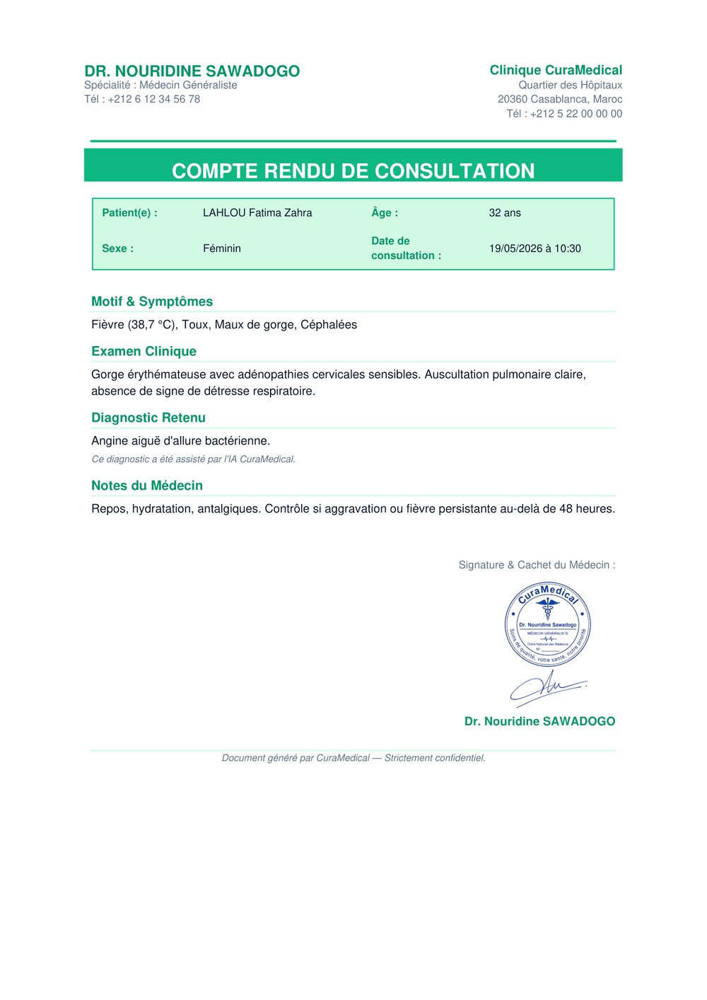 DR. NOURIDINE SAWADOGO
Spécialité : Médecin Généraliste
Tél : +212 6 12 34 56 78
Clinique CuraMedical
Quartier des Hôpitaux
20360 Casablanca, Maroc
Tél : +212 5 22 00 00 00
COMPTE RENDU DE CONSULTATION
Patient(e) : LAHLOU Fatima Zahra Âge : 32 ans
Sexe : Féminin Date de consultation : 19/05/2026 à 10:30
Motif & Symptômes
Fièvre (38,7 °C), Toux, Maux de gorge, Céphalées
Examen Clinique
Gorge érythémateuse avec adénopathies cervicales sensibles. Auscultation pulmonaire claire,
absence de signe de détresse respiratoire.
Diagnostic Retenu
Angine aiguë d'allure bactérienne.
Ce diagnostic a été assisté par l'IA CuraMedical.
Notes du Médecin
Repos, hydratation, antalgiques. Contrôle si aggravation ou fièvre persistante au-delà de 48 heures.
Signature & Cachet du Médecin :
CuraMedical
Dr. Nouridine Sawadogo
MÉDECIN GÉNÉRALISTE
Ordre National des Médecins
N° ________
Soins de qualité, votre santé, notre priorité
Dr. Nouridine SAWADOGO
Document généré par CuraMedical — Strictement confidentiel.